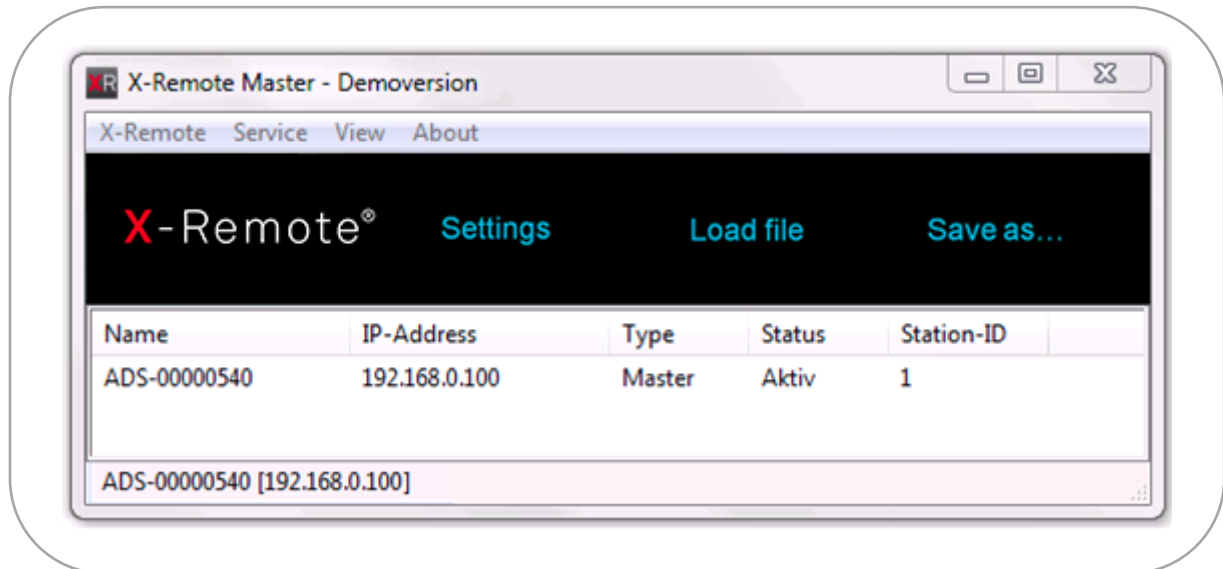 XR X-Remote Master - Demoversion
X-Remote Service View About
X-Remote® Settings Load file Save as...
Name IP-Address Type Status Station-ID
ADS-00000540 192.168.0.100 Master Aktiv 1
ADS-00000540 [192.168.0.100]